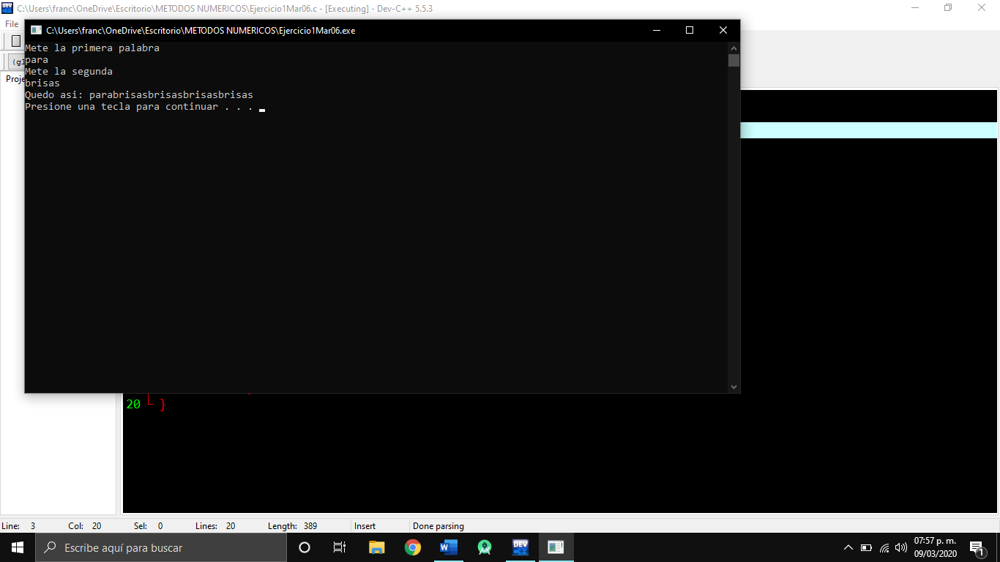 C:\Users\franc\OneDrive\Escritorio\METODOS NUMERICOS\Ejercicio1Mar06.c - [Executing] - Dev-C++ 5.5.3
File
C:\Users\franc\OneDrive\Escritorio\METODOS NUMERICOS\Ejercicio1Mar06.exe
Mete la primera palabra
para
Mete la segunda
brisas
Quedo asi: parabrisasbrisasbrisasbrisas
Presione una tecla para continuar . . .
20 }
Line: 3 Col: 20 Sel: 0 Lines: 20 Length: 389 Insert Done parsing
Escribe aquí para buscar
DEV
07:57 p. m.
09/03/2020
1